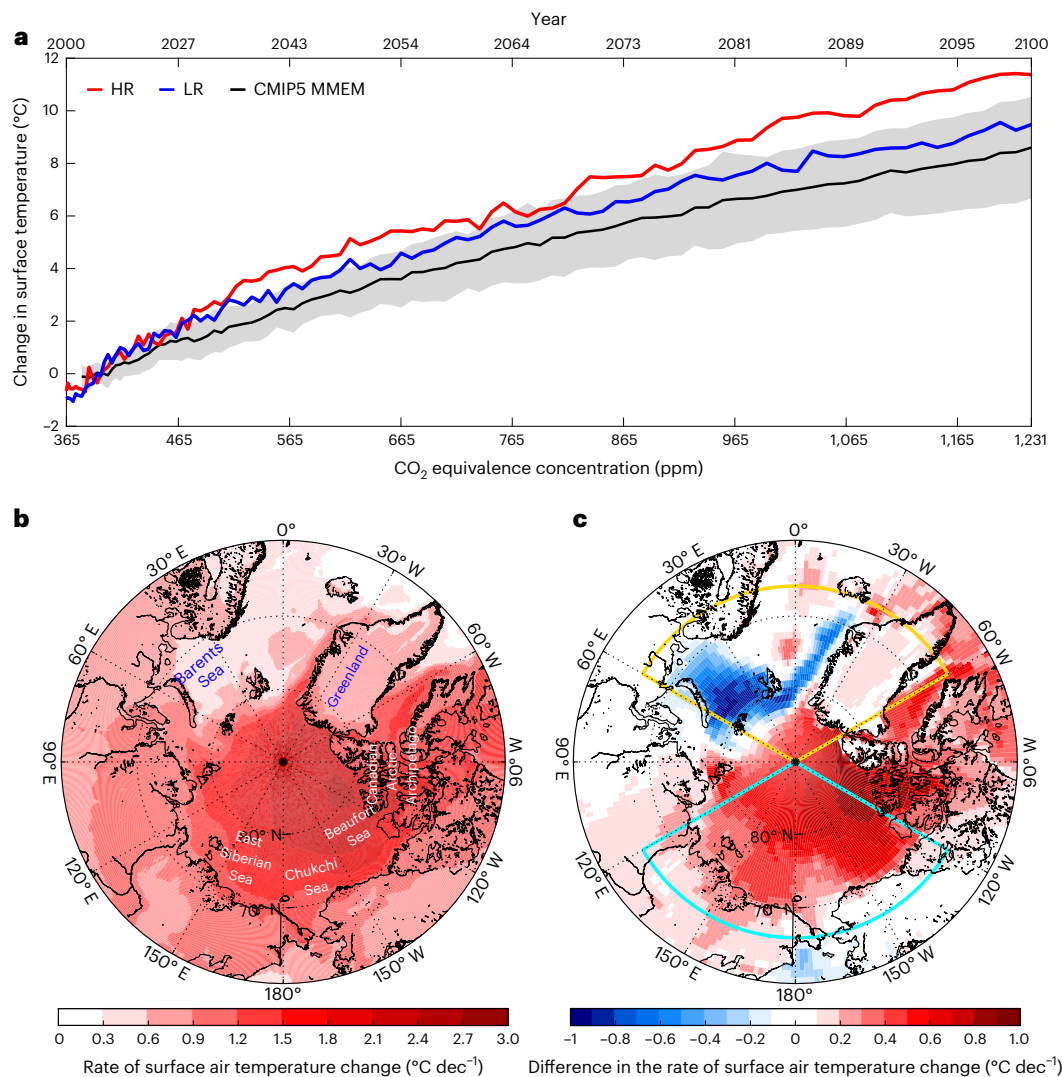 Year
a
2000 2027 2043 2054 2064 2073 2081 2089 2095 2100
HR LR CMIP5 MMEM
Change in surface temperature (°C)
12
10
8
6
4
2
0
−2
365 465 565 665 765 865 965 1,065 1,165 1,231
CO2 equivalence concentration (ppm)
b
0°
30° E
30° W
60° E
60° W
90° E
90° W
120° E
120° W
150° E
150° W
180°
Barents
Sea
Greenland
Canadian
Arctic
Archipelago
Beaufort
Sea
80° N
East
Siberian
Sea
Chukchi
Sea
70° N
0 0.3 0.6 0.9 1.2 1.5 1.8 2.1 2.4 2.7 3.0
Rate of surface air temperature change (°C dec−1)
c
0°
30° E
30° W
60° E
60° W
90° E
90° W
80° N
70° N
120° E
120° W
150° E
150° W
180°
−1 −0.8 −0.6 −0.4 −0.2 0 0.2 0.4 0.6 0.8 1.0
Difference in the rate of surface air temperature change (°C dec−1)